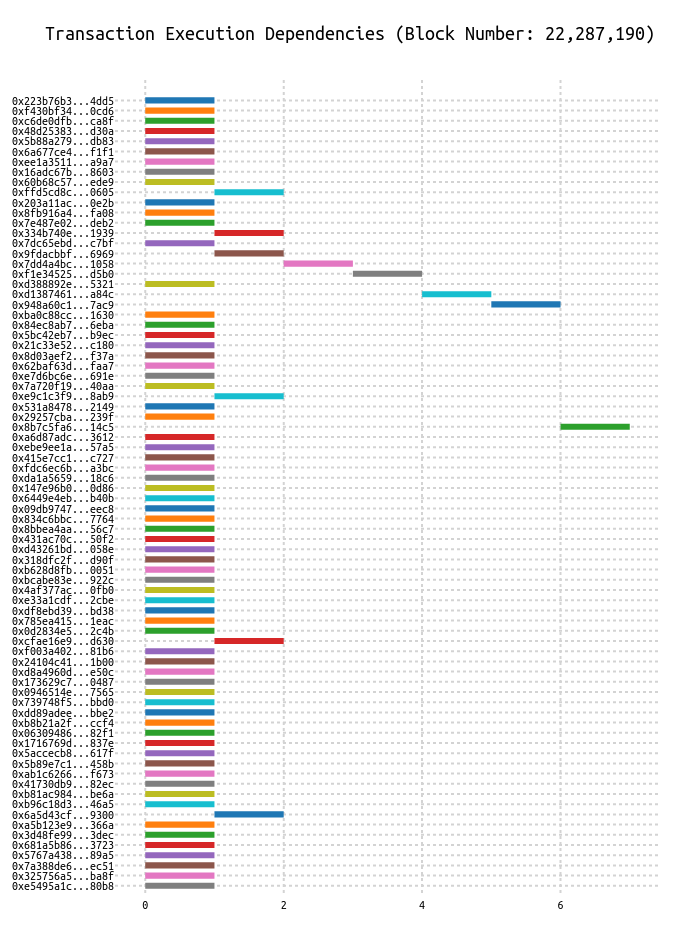 Transaction Execution Dependencies (Block Number: 22,287,190)
0x223b76b3...4dd5
0xf430bf34...0cd6
0xc6de0dfb...ca8f
0x48d25383...d30a
0x5b88a279...db83
0x6a677ce4...f1f1
0xee1a3511...a9a7
0x16adc67b...8603
0x60b68c57...ede9
0xffd5cd8c...0605
0x203a11ac...0e2b
0x8fb916a4...fa08
0x7e487e02...deb2
0x334b740e...1939
0x7dc65ebd...c7bf
0x9fdacbbf...6969
0x7dd4a4bc...1058
0xf1e34525...d5b0
0xd388892e...5321
0xd1387461...a84c
0x948a60c1...7ac9
0xba0c88cc...1630
0x84ec8ab7...6eba
0x5bc42eb7...b9ec
0x21c33e52...c180
0x8d03aef2...f37a
0x62baf63d...faa7
0xe7d6bc6e...691e
0x7a720f19...40aa
0xe9c1c3f9...8ab9
0x531a8478...2149
0x29257cba...239f
0x8b7c5fa6...14c5
0xa6d87adc...3612
0xebe9ee1a...57a5
0x415e7cc1...c727
0xfdc6ec6b...a3bc
0xda1a5659...18c6
0x147e96b0...0d86
0x6449e4eb...b40b
0x09db9747...eec8
0x834c6bbc...7764
0x8bbea4aa...56c7
0x431ac70c...50f2
0xd43261bd...058e
0x318dfc2f...d90f
0xb628d8fb...0051
0xbcabe83e...922c
0x4af377ac...0fb0
0xe33a1cdf...2cbe
0xdf8ebd39...bd38
0x785ea415...1eac
0x0d2834e5...2c4b
0xcfae16e9...d630
0xf003a402...81b6
0x24104c41...1b00
0xd8a4960d...e50c
0x173629c7...0487
0x0946514e...7565
0x739748f5...bbd0
0xdd89adee...bbe2
0xb8b21a2f...ccf4
0x06309486...82f1
0x1716769d...837e
0x5accecb8...617f
0x5b89e7c1...458b
0xab1c6266...f673
0x41730db9...82ec
0xb81ac984...be6a
0xb96c18d3...46a5
0x6a5d43cf...9300
0xa5b123e9...366a
0x3d48fe99...3dec
0x681a5b86...3723
0x5767a438...89a5
0x7a388de6...ec51
0x325756a5...ba8f
0xe5495a1c...80b8
0 2 4 6